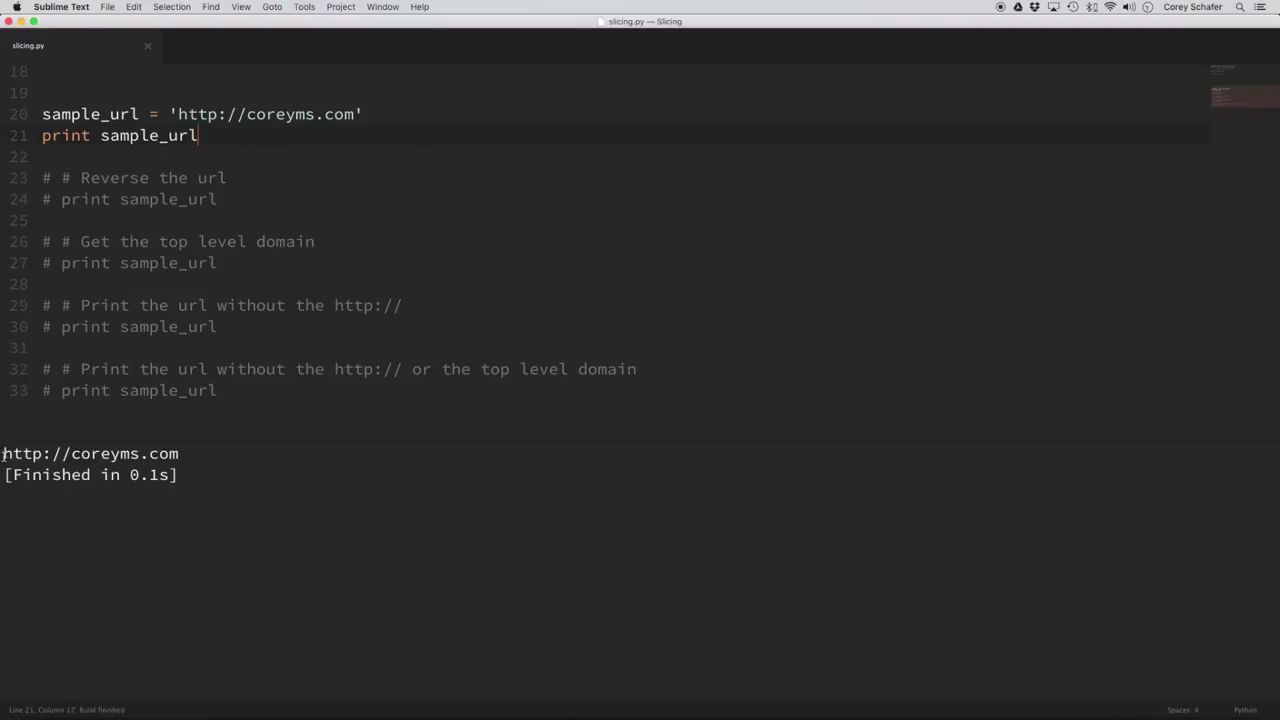 Sublime Text File Edit Selection Find View Goto Tools Project Window Help Corey Schafer
slicing.py — Slicing
slicing.py
18
19
20 sample_url = 'http://coreyms.com'
21 print sample_url
22
23 # # Reverse the url
24 # print sample_url
25
26 # # Get the top level domain
27 # print sample_url
28
29 # # Print the url without the http://
30 # print sample_url
31
32 # # Print the url without the http:// or the top level domain
33 # print sample_url
http://coreyms.com
[Finished in 0.1s]
Line 21, Column 17; Build finished Spaces: 4 Python